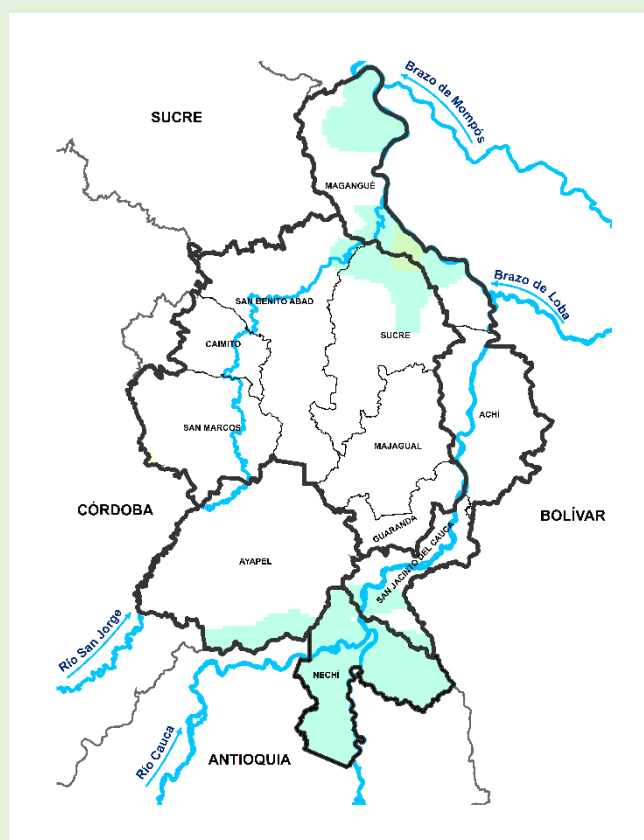 Brazo de Mompós
SUCRE
MAGANGUÉ
Brazo de Loba
SAN BENITO ABAD
SUCRE
CAIMITO
ACHÍ
SAN MARCOS
MAJAGUAL
CÓRDOBA
BOLÍVAR
GUARANDA
SAN JACINTO DEL CAUCA
AYAPEL
Río San Jorge
NECHÍ
Río Cauca
ANTIOQUIA